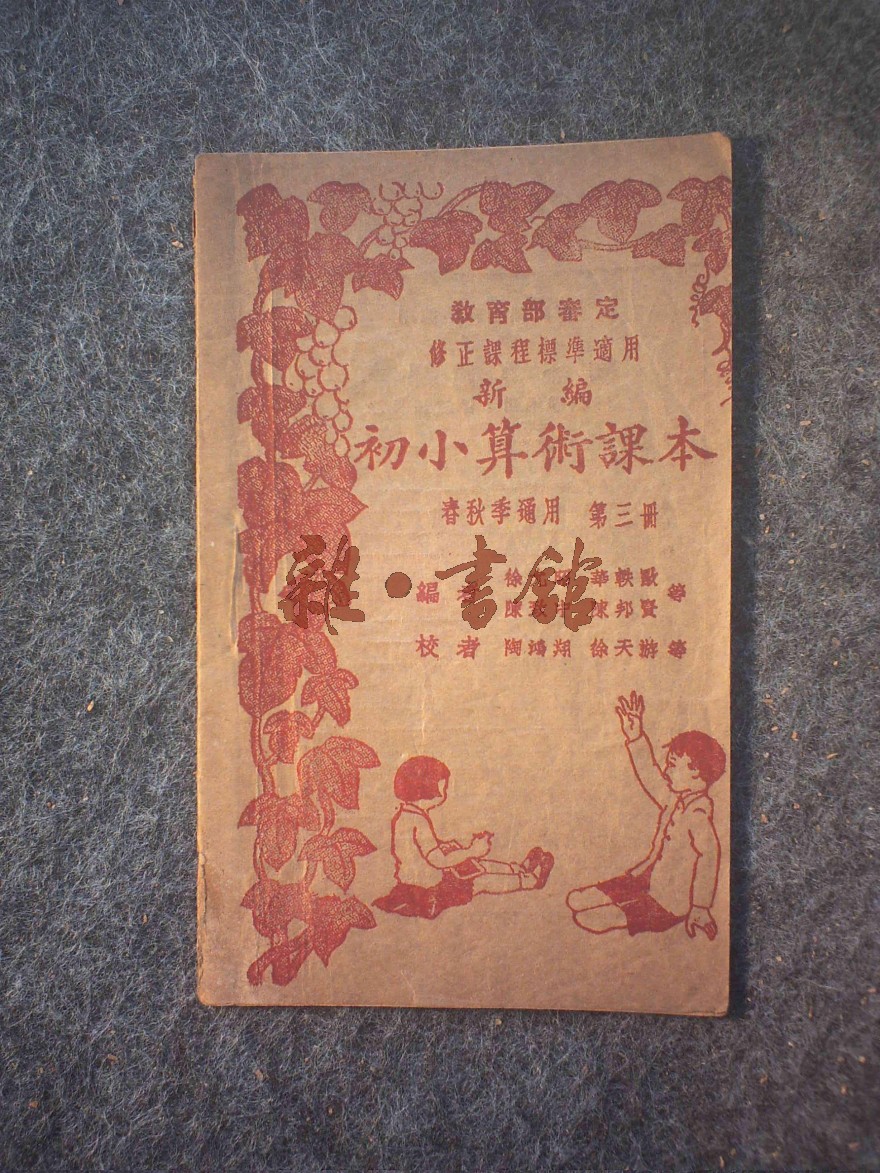 教育部審定
修正課程標準適用
新編
初小算術課本
春秋季通用 第三冊
編者 徐 華軼歐
陳 陳邦賢 等
校者 陶鴻翔 徐天游等
雜·書館